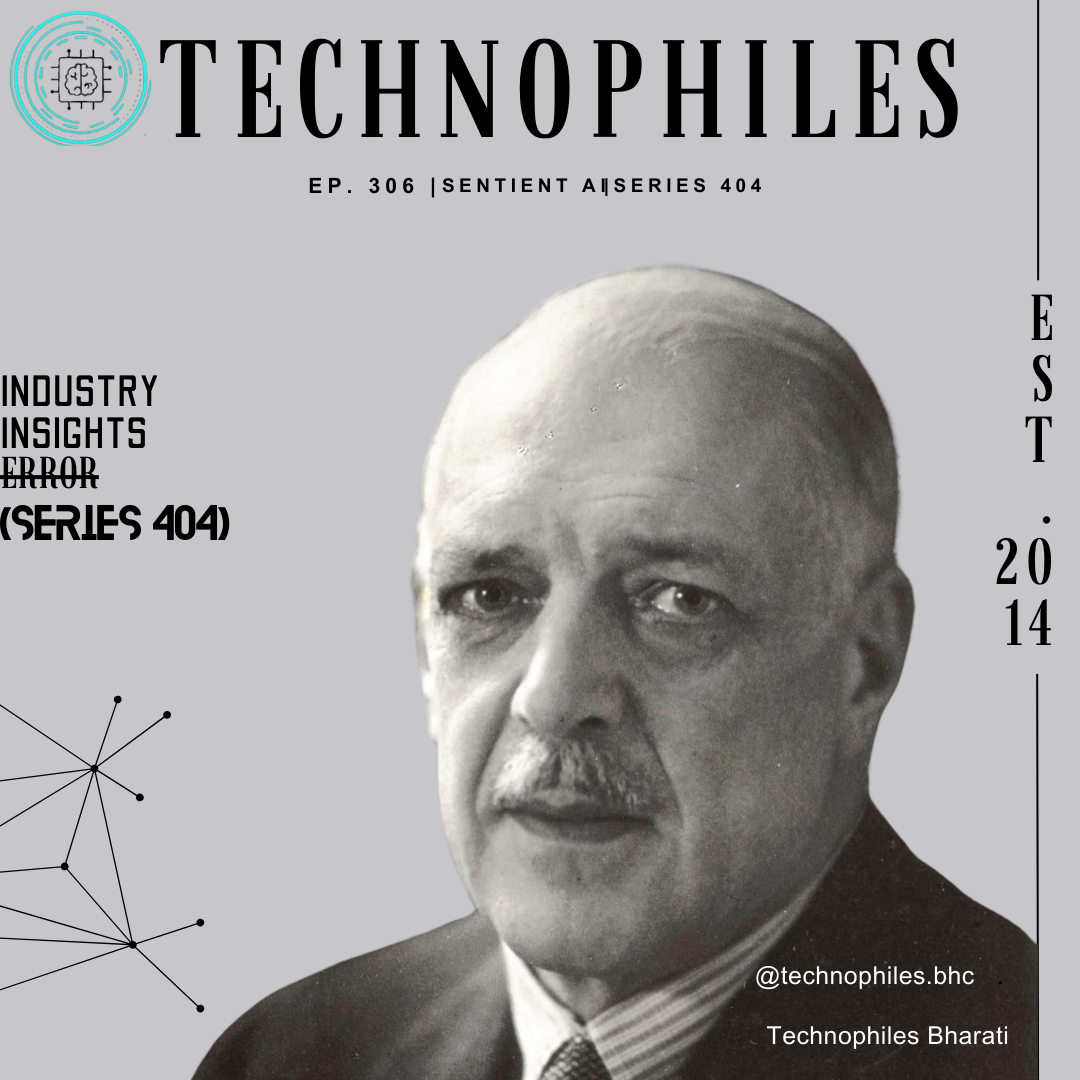 TECHNOPHILES
EP. 306 |SENTIENT AI|SERIES 404
INDUSTRY
INSIGHTS
ERROR
(SERIES 404)
E
S
T
.
20
14
@technophiles.bhc
Technophiles Bharati